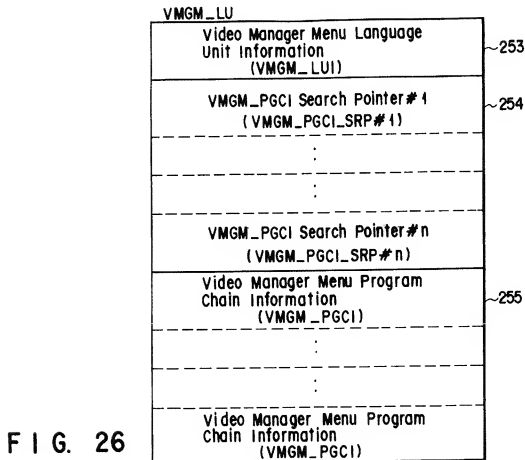 VMGM_LU
Video Manager Menu Language
Unit Information
(VMGM_LUI)
~253
VMGM_PGCI Search Pointer#1
(VMGM_PGCI_SRP#1)
~254
:
:
VMGM_PGCI Search Pointer#n
(VMGM_PGCI_SRP#n)
Video Manager Menu Program
Chain Information
(VMGM_PGCI)
~255
:
:
Video Manager Menu Program
Chain Information
(VMGM_PGCI)
FIG. 26